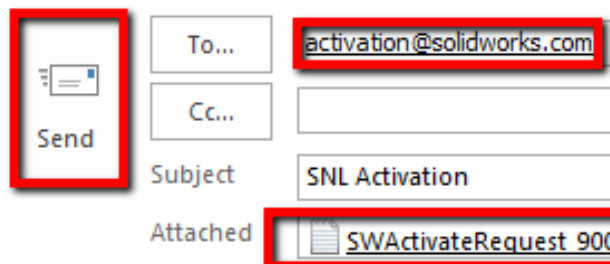 To...
activation@solidworks.com
Cc...
Send
Subject
SNL Activation
Attached
SWActivateRequest_900